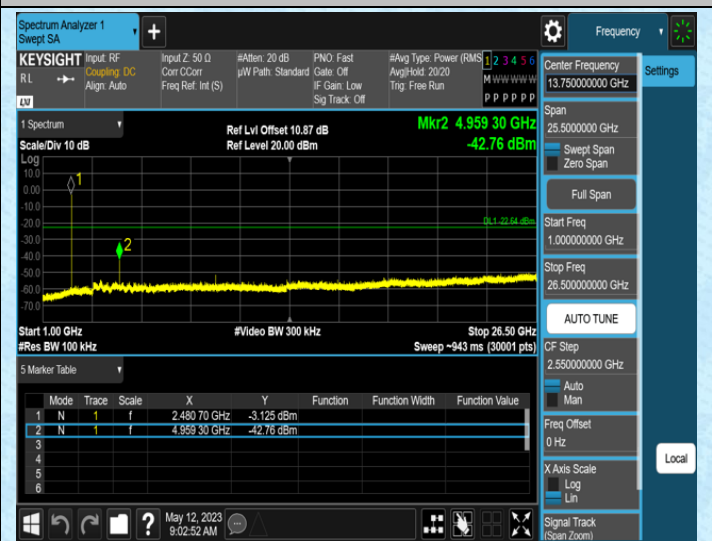 Spectrum Analyzer 1
Swept SA
+
Frequency
KEYSIGHT
Input: RF
Input Z: 50 Ω
#Atten: 20 dB
PNO: Fast
#Avg Type: Power (RMS
1 2 3 4 5 6
RL
Coupling: DC
Corr CCorr
µW Path: Standard
Gate: Off
Avg|Hold: 20/20
M W W W W W
Align: Auto
Freq Ref: Int (S)
IF Gain: Low
Trig: Free Run
Sig Track: Off
P P P P P P
LXI
Center Frequency
13.750000000 GHz
Settings
Span
25.5000000 GHz
Swept Span
Zero Span
Full Span
Start Freq
1.000000000 GHz
Stop Freq
26.500000000 GHz
AUTO TUNE
CF Step
2.550000000 GHz
Auto
Man
Freq Offset
0 Hz
X Axis Scale
Log
Lin
Signal Track
(Span Zoom)
Local
1 Spectrum
Ref Lvl Offset 10.87 dB
Mkr2 4.959 30 GHz
Scale/Div 10 dB
Ref Level 20.00 dBm
-42.76 dBm
Log
10.0
0.00
-10.0
-20.0
-30.0
-40.0
-50.0
-60.0
-70.0
1
2
DL1 -22.64 dBm
Start 1.00 GHz
#Video BW 300 kHz
Stop 26.50 GHz
#Res BW 100 kHz
Sweep ~943 ms (30001 pts)
5 Marker Table
Mode Trace Scale X Y Function Function Width Function Value
1 N 1 f 2.480 70 GHz -3.125 dBm
2 N 1 f 4.959 30 GHz -42.76 dBm
3
4
5
6
?
May 12, 2023
9:02:52 AM